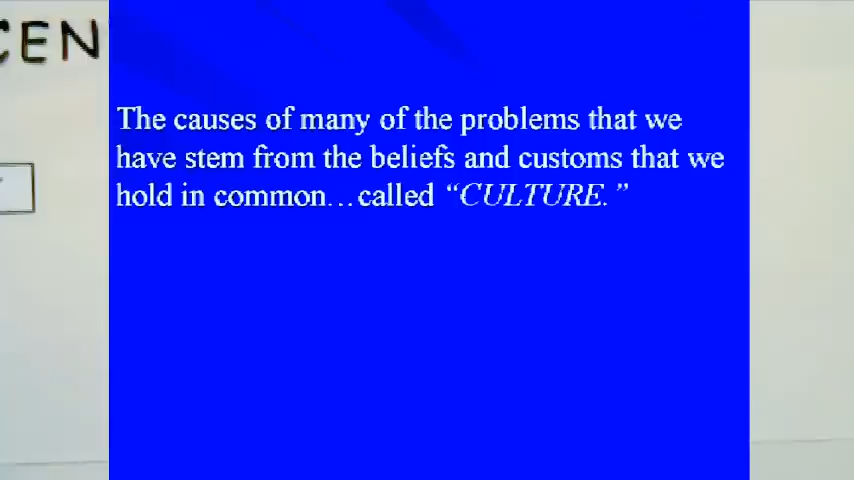 CEN
The causes of many of the problems that we
have stem from the beliefs and customs that we
hold in common…called “CULTURE.”